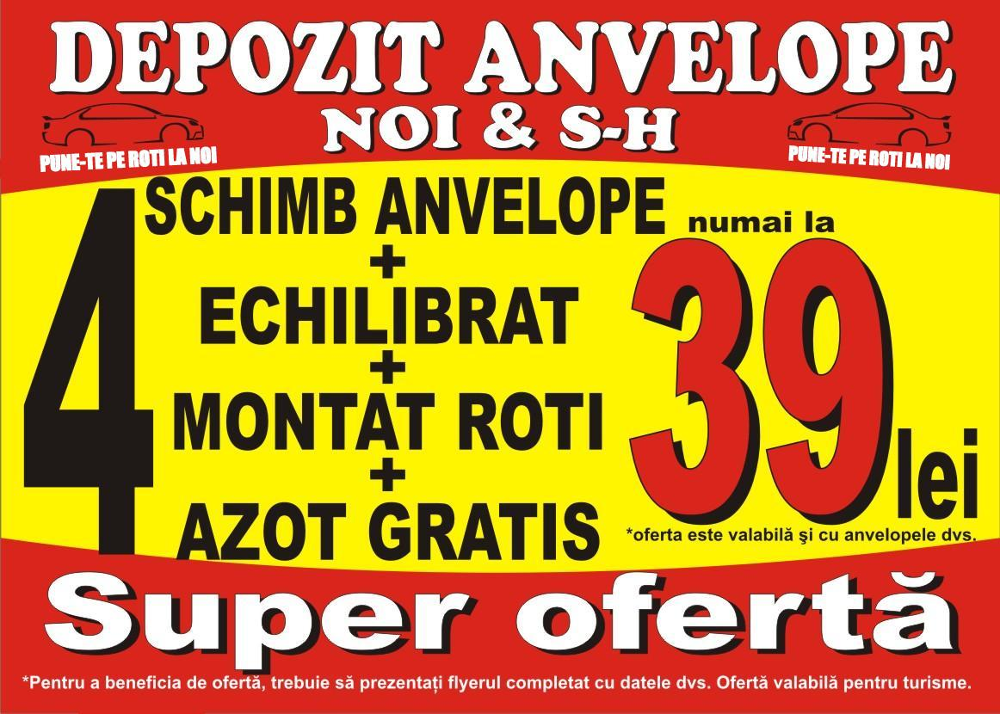 DEPOZIT ANVELOPE
NOI & S-H
PUNE-TE PE ROTI LA NOI
PUNE-TE PE ROTI LA NOI
4
SCHIMB ANVELOPE
+
ECHILIBRAT
+
MONTAT ROTI
+
AZOT GRATIS
numai la
39 lei
*oferta este valabilă şi cu anvelopele dvs.
Super ofertă
*Pentru a beneficia de ofertă, trebuie să prezentați flyerul completat cu datele dvs. Ofertă valabilă pentru turisme.